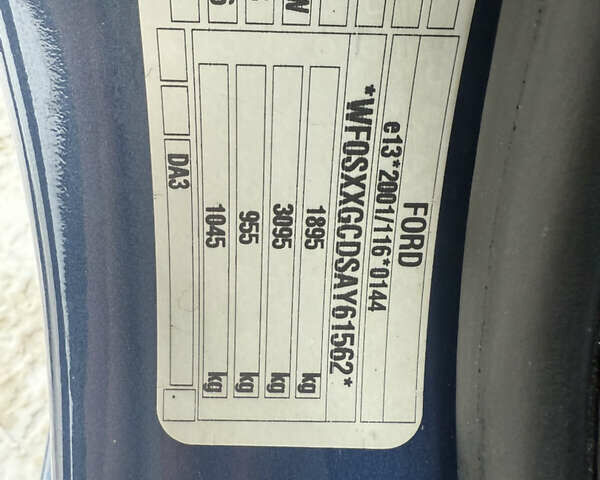 FORD
e13*2001/116*0144
*WF0SXXGCDSAY61562*
1895 kg
3095 kg
955 kg
1045 kg
DA3